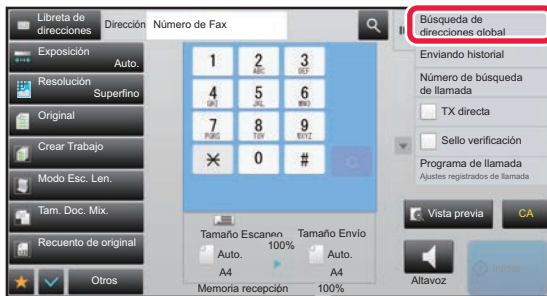 Libreta de
direcciones
Dirección
Número de Fax
Búsqueda de
direcciones global
Exposición
Auto.
Enviando historial
Resolución
Superfino
Número de búsqueda
de llamada
Original
TX directa
Crear Trabajo
Sello verificación
Modo Esc. Len.
Programa de llamada
Ajustes registrados de llamada
Tam. Doc. Mix.
Recuento de original
Otros
1
2
ABC
3
DEF
4
GHI
5
JKL
6
MNO
7
PQRS
8
TUV
9
WXYZ
0
#
C
Tamaño Escaneo
Tamaño Envío
100%
Auto.
A4
Auto.
A4
Memoria recepción
100%
Vista previa
CA
Altavoz
Iniciar